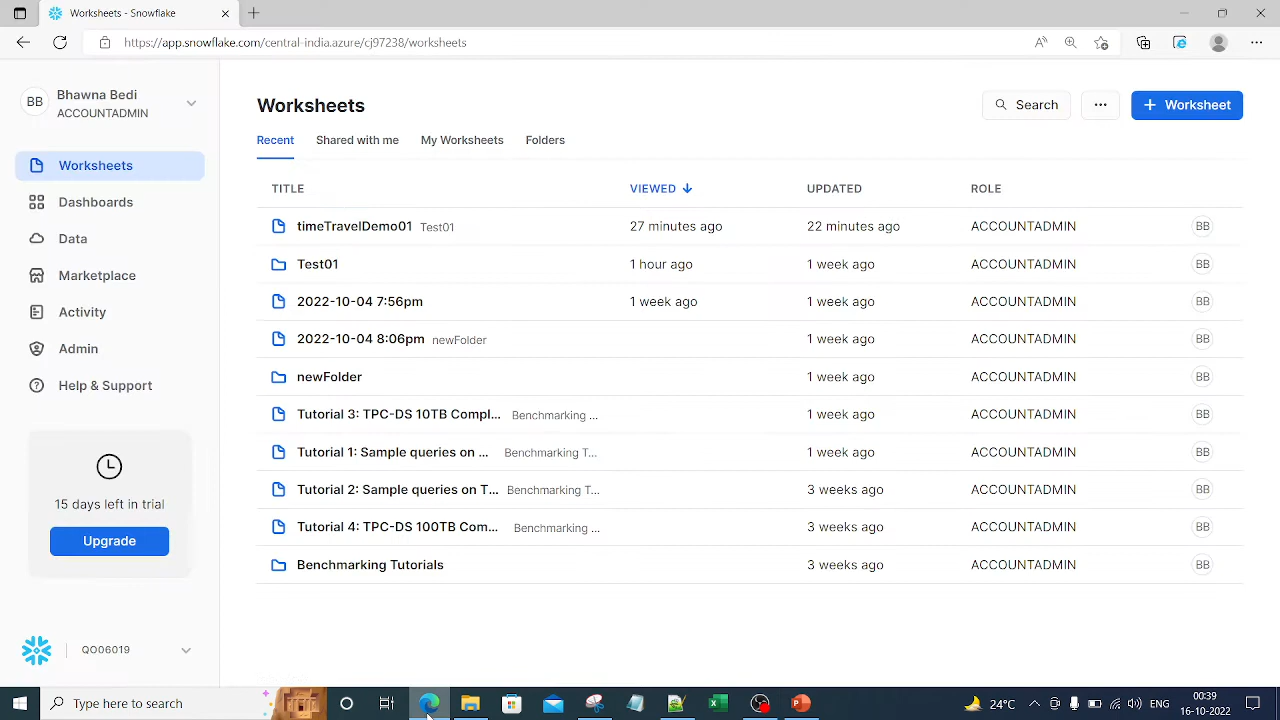 Worksheets - Snowflake
https://app.snowflake.com/central-india.azure/cj97238/worksheets
BB
Bhawna Bedi
ACCOUNTADMIN
Worksheets
Dashboards
Data
Marketplace
Activity
Admin
Help & Support
15 days left in trial
Upgrade
QO06019
Worksheets
Search
+ Worksheet
Recent Shared with me My Worksheets Folders
TITLE VIEWED UPDATED ROLE
timeTravelDemo01 Test01 27 minutes ago 22 minutes ago ACCOUNTADMIN BB
Test01 1 hour ago 1 week ago ACCOUNTADMIN BB
2022-10-04 7:56pm 1 week ago 1 week ago ACCOUNTADMIN BB
2022-10-04 8:06pm newFolder 1 week ago ACCOUNTADMIN BB
newFolder 1 week ago ACCOUNTADMIN BB
Tutorial 3: TPC-DS 10TB Compl... Benchmarking ... 1 week ago ACCOUNTADMIN BB
Tutorial 1: Sample queries on ... Benchmarking T... 1 week ago ACCOUNTADMIN BB
Tutorial 2: Sample queries on T... Benchmarking T... 3 weeks ago ACCOUNTADMIN BB
Tutorial 4: TPC-DS 100TB Com... Benchmarking ... 3 weeks ago ACCOUNTADMIN BB
Benchmarking Tutorials 3 weeks ago ACCOUNTADMIN BB
Type here to search
29°C
ENG
00:39
16-10-2022